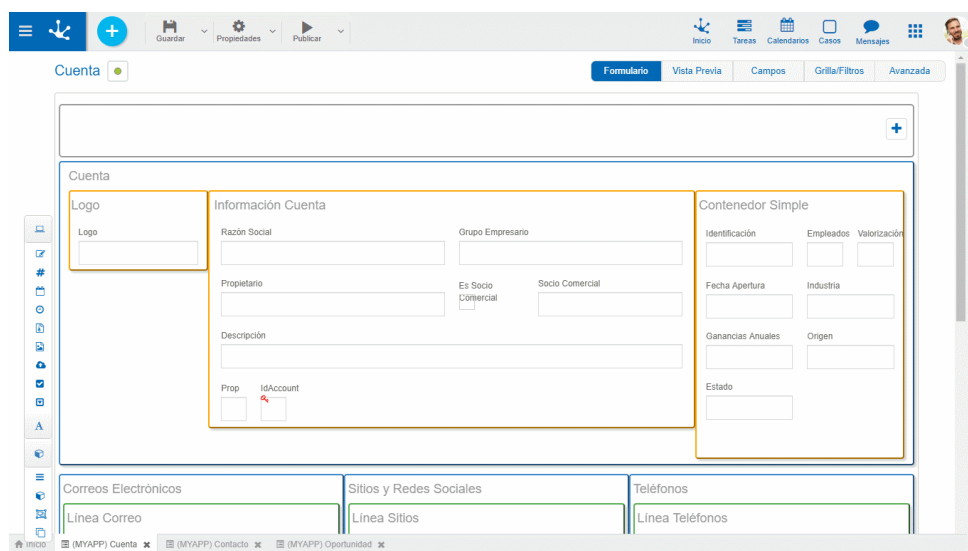 Guardar
Propiedades
Publicar
Inicio
Tareas
Calendarios
Casos
Mensajes
Cuenta
Formulario
Vista Previa
Campos
Grilla/Filtros
Avanzada
Cuenta
Logo
Logo
Información Cuenta
Razón Social
Grupo Empresario
Propietario
Es Socio Comercial
Socio Comercial
Descripción
Prop
IdAccount
Contenedor Simple
Identificación
Empleados
Valorización
Fecha Apertura
Industria
Ganancias Anuales
Origen
Estado
A
Correos Electrónicos
Sitios y Redes Sociales
Teléfonos
Línea Correo
Línea Sitios
Línea Teléfonos
Inicio
(MYAPP) Cuenta
(MYAPP) Contacto
(MYAPP) Oportunidad